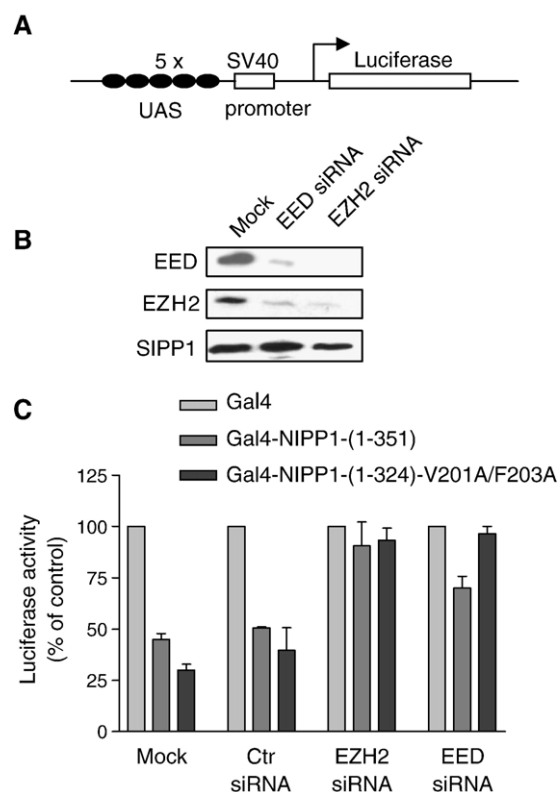 A
5 x
SV40
Luciferase
UAS
promoter
B
Mock
EED siRNA
EZH2 siRNA
EED
EZH2
SIPP1
C
Gal4
Gal4-NIPP1-(1-351)
Gal4-NIPP1-(1-324)-V201A/F203A
Luciferase activity
(% of control)
125
100
75
50
25
0
Mock
Ctr
siRNA
EZH2
siRNA
EED
siRNA